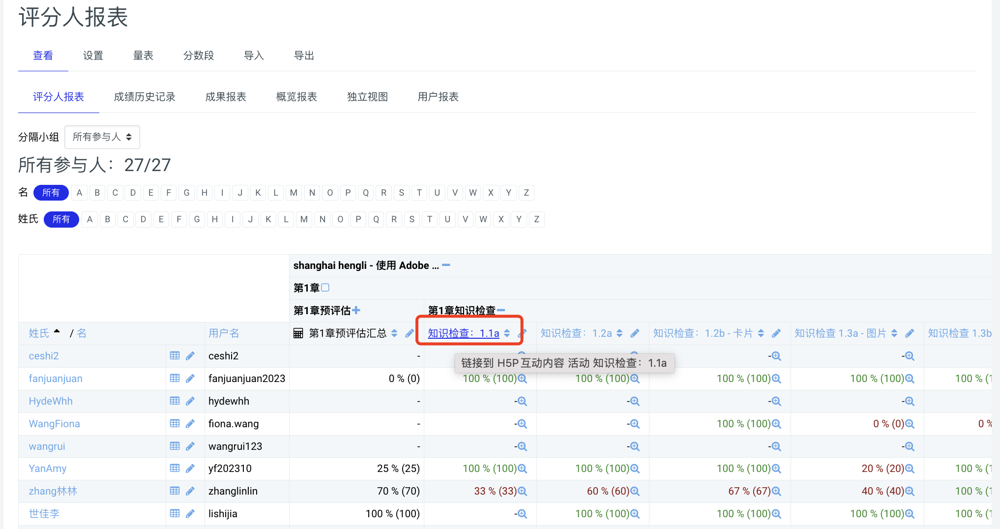 评分人报表
查看 设置 量表 分数段 导入 导出
评分人报表 成绩历史记录 成果报表 概览报表 独立视图 用户报表
分隔小组 所有参与人
所有参与人：27/27
名 所有 A B C D E F G H I J K L M N O P Q R S T U V W X Y Z
姓氏 所有 A B C D E F G H I J K L M N O P Q R S T U V W X Y Z
shanghai hengli - 使用 Adobe ...
第1章
第1章预评估 第1章知识检查
姓氏 / 名 用户名 第1章预评估汇总 知识检查：1.1a 知识检查：1.2a 知识检查：1.2b - 卡片 知识检查 1.3a - 图片 知识检查 1.3b
ceshi2 ceshi2 - - -
链接到 H5P互动内容 活动 知识检查：1.1a
fanjuanjuan fanjuanjuan2023 0 % (0) 100 % (100) 100 % (100) 100 % (100) 100 % (100) 100 % (1
HydeWhh hydewhh - - - - -
WangFiona fiona.wang - - - 100 % (100) 0 % (0) 0 %
wangrui wangrui123 - - - - -
YanAmy yf202310 25 % (25) 100 % (100) 100 % (100) 100 % (100) 20 % (20) 100 % (1
zhang林林 zhanglinlin 70 % (70) 33 % (33) 60 % (60) 67 % (67) 40 % (40) 100 % (1
世佳李 lishijia 100 % (100) - 100 % (100) 100 % (100) 100 % (100) 100 % (1